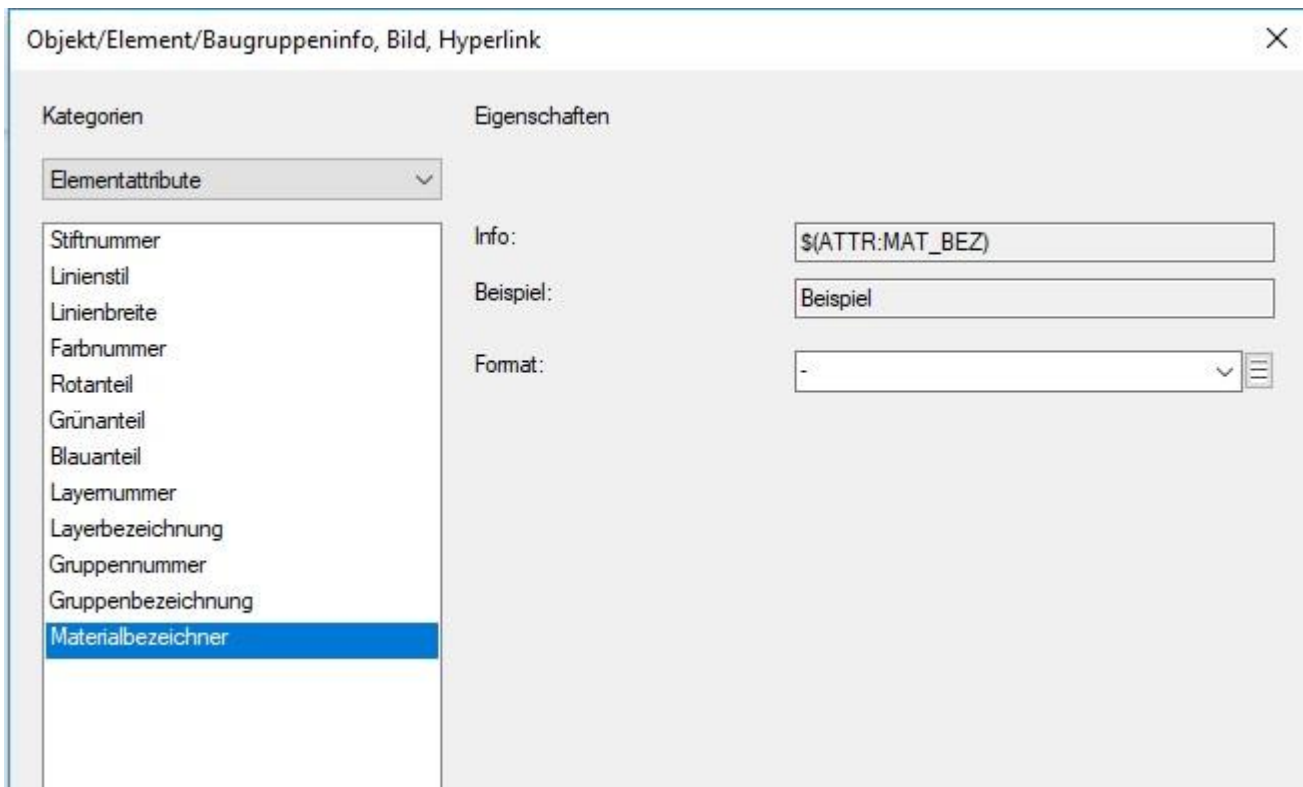 Objekt/Element/Baugruppeninfo, Bild, Hyperlink
Kategorien
Eigenschaften
Elementattribute
Stiftnummer
Linienstil
Linienbreite
Farbnummer
Rotanteil
Grünanteil
Blauanteil
Layernummer
Layerbezeichnung
Gruppennummer
Gruppenbezeichnung
Materialbezeichner
Info:
$(ATTR:MAT_BEZ)
Beispiel:
Beispiel
Format:
-